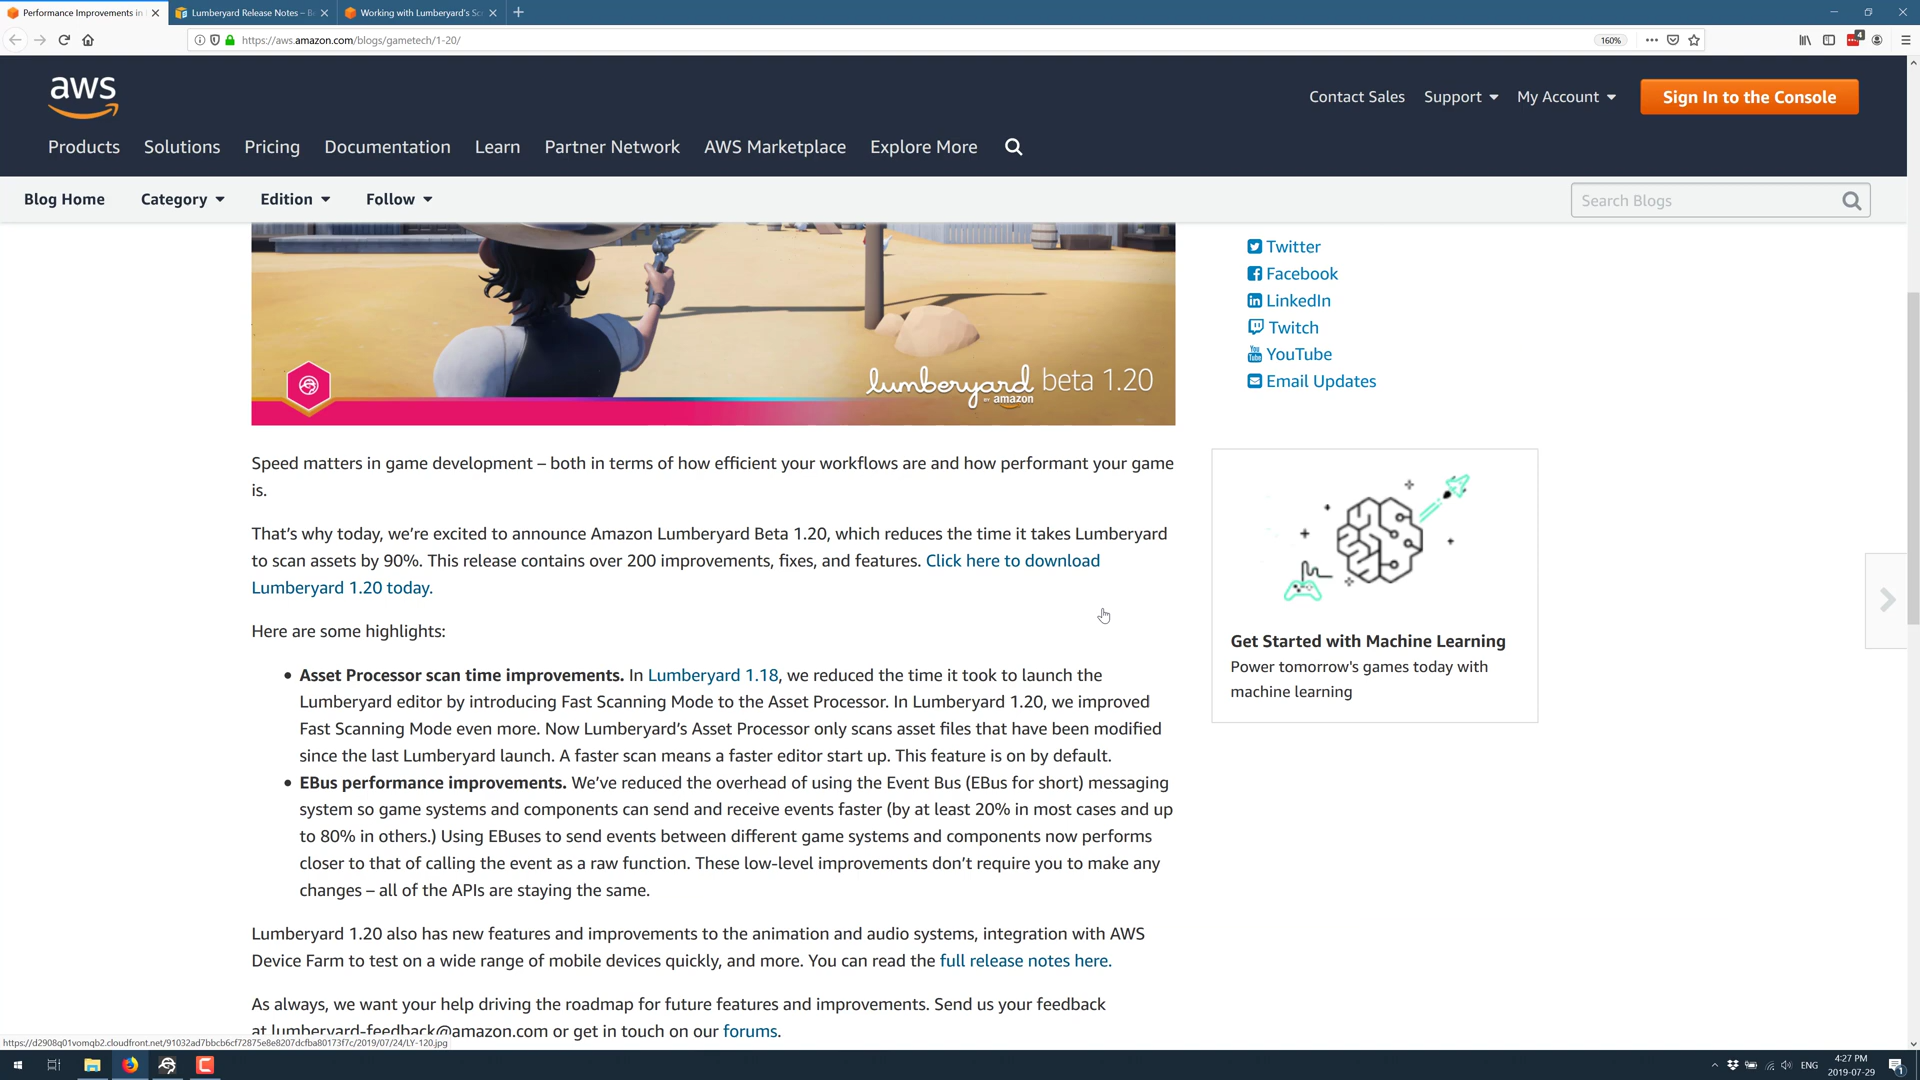 Performance Improvements in
Lumberyard Release Notes – Be
Working with Lumberyard's Sc
https://aws.amazon.com/blogs/gametech/1-20/
160%
4
aws
Contact Sales
Support
My Account
Sign In to the Console
Products
Solutions
Pricing
Documentation
Learn
Partner Network
AWS Marketplace
Explore More
Blog Home
Category
Edition
Follow
Search Blogs
lumberyard beta 1.20
BY amazon
Twitter
Facebook
LinkedIn
Twitch
YouTube
Email Updates
Speed matters in game development – both in terms of how efficient your workflows are and how performant your game
is.
That's why today, we're excited to announce Amazon Lumberyard Beta 1.20, which reduces the time it takes Lumberyard
to scan assets by 90%. This release contains over 200 improvements, fixes, and features. Click here to download
Lumberyard 1.20 today.
Here are some highlights:
• Asset Processor scan time improvements. In Lumberyard 1.18, we reduced the time it took to launch the
Lumberyard editor by introducing Fast Scanning Mode to the Asset Processor. In Lumberyard 1.20, we improved
Fast Scanning Mode even more. Now Lumberyard's Asset Processor only scans asset files that have been modified
since the last Lumberyard launch. A faster scan means a faster editor start up. This feature is on by default.
• EBus performance improvements. We've reduced the overhead of using the Event Bus (EBus for short) messaging
system so game systems and components can send and receive events faster (by at least 20% in most cases and up
to 80% in others.) Using EBuses to send events between different game systems and components now performs
closer to that of calling the event as a raw function. These low-level improvements don't require you to make any
changes – all of the APIs are staying the same.
Lumberyard 1.20 also has new features and improvements to the animation and audio systems, integration with AWS
Device Farm to test on a wide range of mobile devices quickly, and more. You can read the full release notes here.
As always, we want your help driving the roadmap for future features and improvements. Send us your feedback
at lumberyard-feedback@amazon.com or get in touch on our forums.
Get Started with Machine Learning
Power tomorrow's games today with
machine learning
https://d2908q01vomqb2.cloudfront.net/91032ad7bbcb6cf72875e8e8207dcfba80173f7c/2019/07/24/LY-120.jpg
ENG
4:27 PM
2019-07-29
1